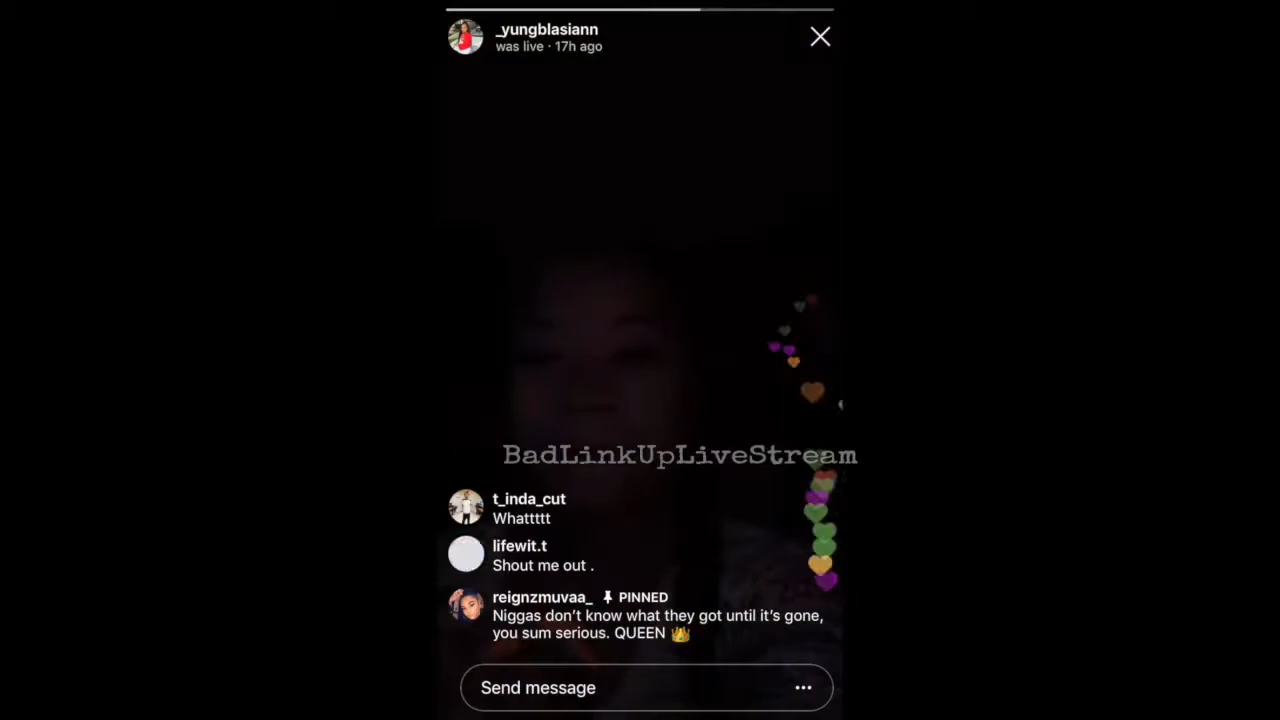 _yungblasiann
was live · 17h ago
BadLinkUpLiveStream
t_inda_cut
Whattttt
lifewit.t
Shout me out .
reignzmuvaa_ PINNED
Niggas don’t know what they got until it’s gone,
you sum serious. QUEEN 👑
Send message